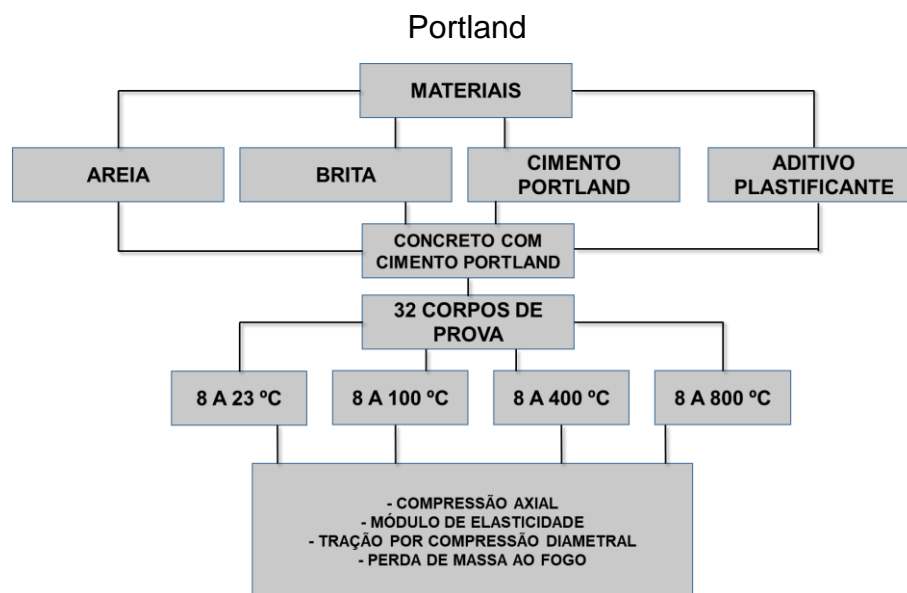 Portland
MATERIAIS
AREIA
BRITA
CIMENTO
PORTLAND
ADITIVO
PLASTIFICANTE
CONCRETO COM
CIMENTO PORTLAND
32 CORPOS DE
PROVA
8 A 23 ºC
8 A 100 ºC
8 A 400 ºC
8 A 800 ºC
- COMPRESSÃO AXIAL
- MÓDULO DE ELASTICIDADE
- TRAÇÃO POR COMPRESSÃO DIAMETRAL
- PERDA DE MASSA AO FOGO